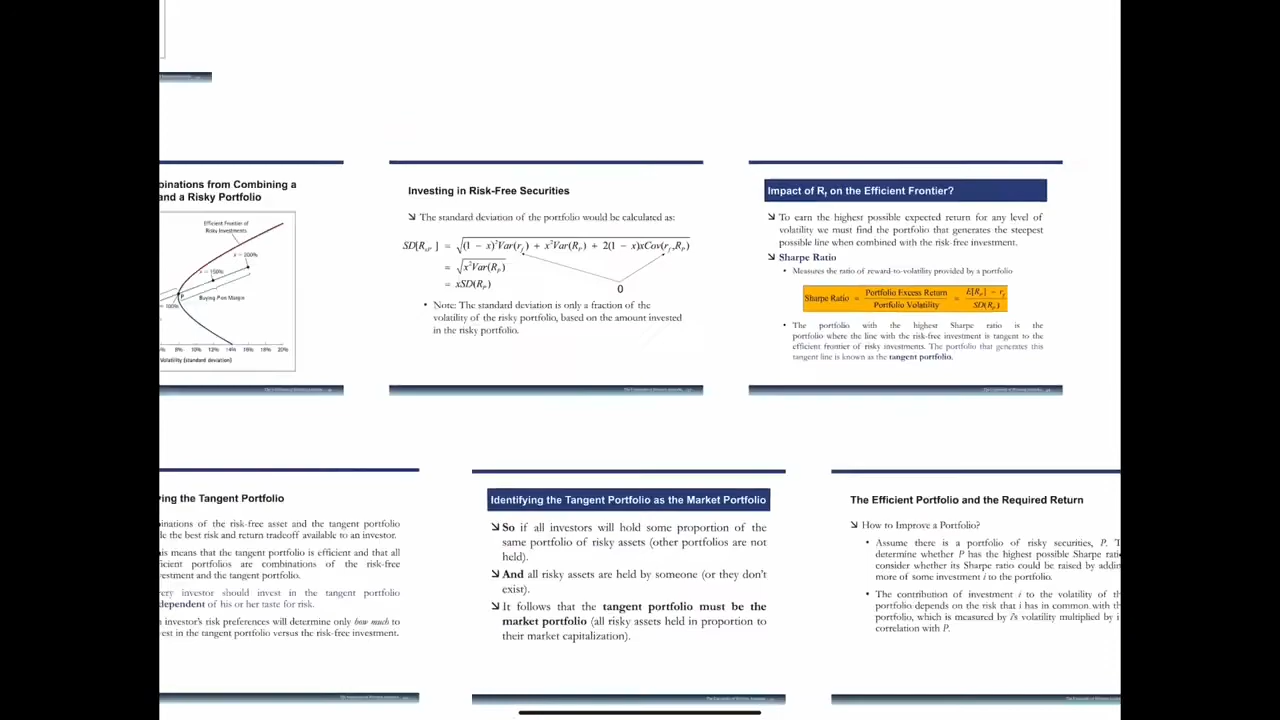 binations from Combining a
and a Risky Portfolio
Efficient Frontier of
Risky Investments
x = 200%
x = 150%
P
100%
Buying P on Margin
8% 10% 12% 14% 16% 18% 20%
Volatility (standard deviation)
Investing in Risk-Free Securities
The standard deviation of the portfolio would be calculated as:
SD[R_xP] = √((1 − x)²Var(r_f) + x²Var(R_P) + 2(1 − x)xCov(r_f,R_P))
= √(x²Var(R_P))
= xSD(R_P)
0
• Note: The standard deviation is only a fraction of the
volatility of the risky portfolio, based on the amount invested
in the risky portfolio.
Impact of R_f on the Efficient Frontier?
To earn the highest possible expected return for any level of
volatility we must find the portfolio that generates the steepest
possible line when combined with the risk-free investment.
Sharpe Ratio
• Measures the ratio of reward-to-volatility provided by a portfolio
Sharpe Ratio = Portfolio Excess Return / Portfolio Volatility = E[R_P] − r_f / SD(R_P)
• The portfolio with the highest Sharpe ratio is the
portfolio where the line with the risk-free investment is tangent to the
efficient frontier of risky investments. The portfolio that generates this
tangent line is known as the tangent portfolio.
ying the Tangent Portfolio
binations of the risk-free asset and the tangent portfolio
le the best risk and return tradeoff available to an investor.
is means that the tangent portfolio is efficient and that all
icient portfolios are combinations of the risk-free
vestment and the tangent portfolio.
very investor should invest in the tangent portfolio
dependent of his or her taste for risk.
investor's risk preferences will determine only how much to
est in the tangent portfolio versus the risk-free investment.
Identifying the Tangent Portfolio as the Market Portfolio
So if all investors will hold some proportion of the
same portfolio of risky assets (other portfolios are not
held).
And all risky assets are held by someone (or they don't
exist).
It follows that the tangent portfolio must be the
market portfolio (all risky assets held in proportion to
their market capitalization).
The Efficient Portfolio and the Required Return
How to Improve a Portfolio?
• Assume there is a portfolio of risky securities, P. T
determine whether P has the highest possible Sharpe ratio
consider whether its Sharpe ratio could be raised by addin
more of some investment i to the portfolio.
• The contribution of investment i to the volatility of th
portfolio depends on the risk that i has in common with th
portfolio, which is measured by i's volatility multiplied by i
correlation with P.